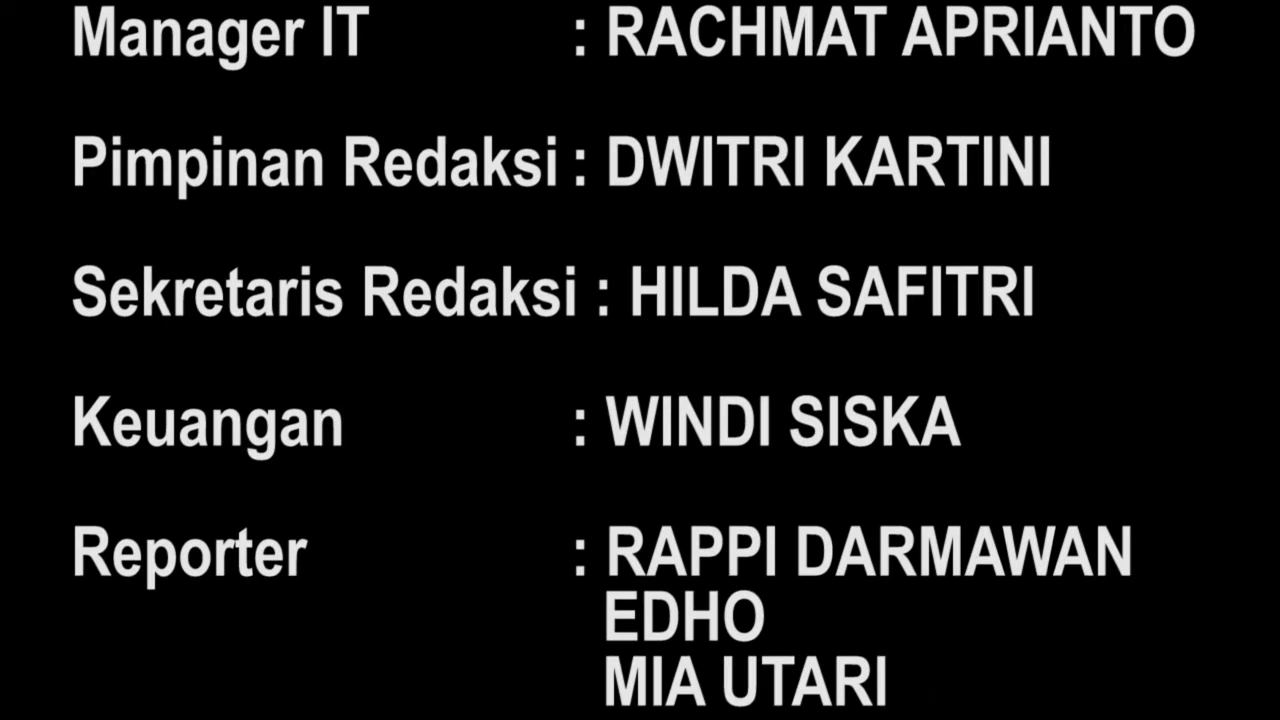 Manager IT : RACHMAT APRIANTO
Pimpinan Redaksi : DWITRI KARTINI
Sekretaris Redaksi : HILDA SAFITRI
Keuangan : WINDI SISKA
Reporter : RAPPI DARMAWAN
EDHO
MIA UTARI